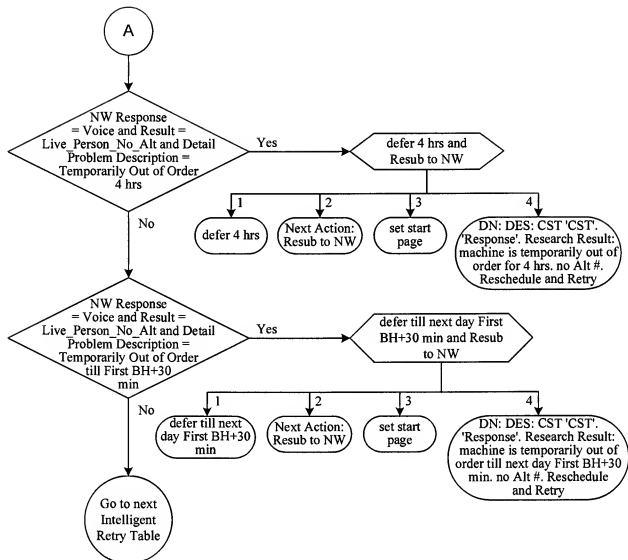 A
NW Response
= Voice and Result =
Live_Person_No_Alt and Detail
Problem Description =
Temporarily Out of Order
4 hrs
Yes
defer 4 hrs and
Resub to NW
1
2
3
4
defer 4 hrs
Next Action:
Resub to NW
set start
page
DN: DES: CST 'CST'.
'Response'. Research Result:
machine is temporarily out of
order for 4 hrs. no Alt #.
Reschedule and Retry
No
NW Response
= Voice and Result =
Live_Person_No_Alt and Detail
Problem Description =
Temporarily Out of Order
till First BH+30
min
Yes
defer till next day First
BH+30 min and Resub
to NW
1
2
3
4
defer till next
day First BH+30
min
Next Action:
Resub to NW
set start
page
DN: DES: CST 'CST'.
'Response'. Research Result:
machine is temporarily out of
order till next day First BH+30
min. no Alt #. Reschedule
and Retry
No
Go to next
Intelligent
Retry Table